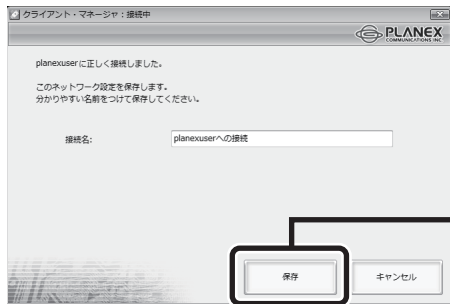 クライアント・マネージャ：接続中
PLANEX
COMMUNICATIONS INC
planexuserに正しく接続しました。
このネットワーク設定を保存します。
分かりやすい名前をつけて保存してください。
接続名:
planexuserへの接続
保存
キャンセル